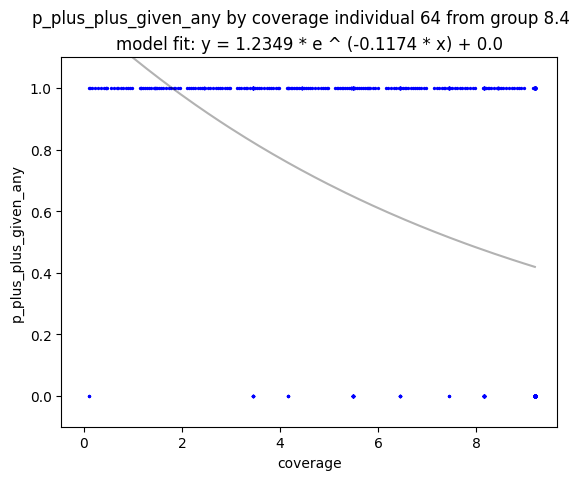 p_plus_plus_given_any by coverage individual 64 from group 8.4
model fit: y = 1.2349 * e ^ (-0.1174 * x) + 0.0
1.0
0.8
0.6
0.4
0.2
0.0
p_plus_plus_given_any
0 2 4 6 8
coverage